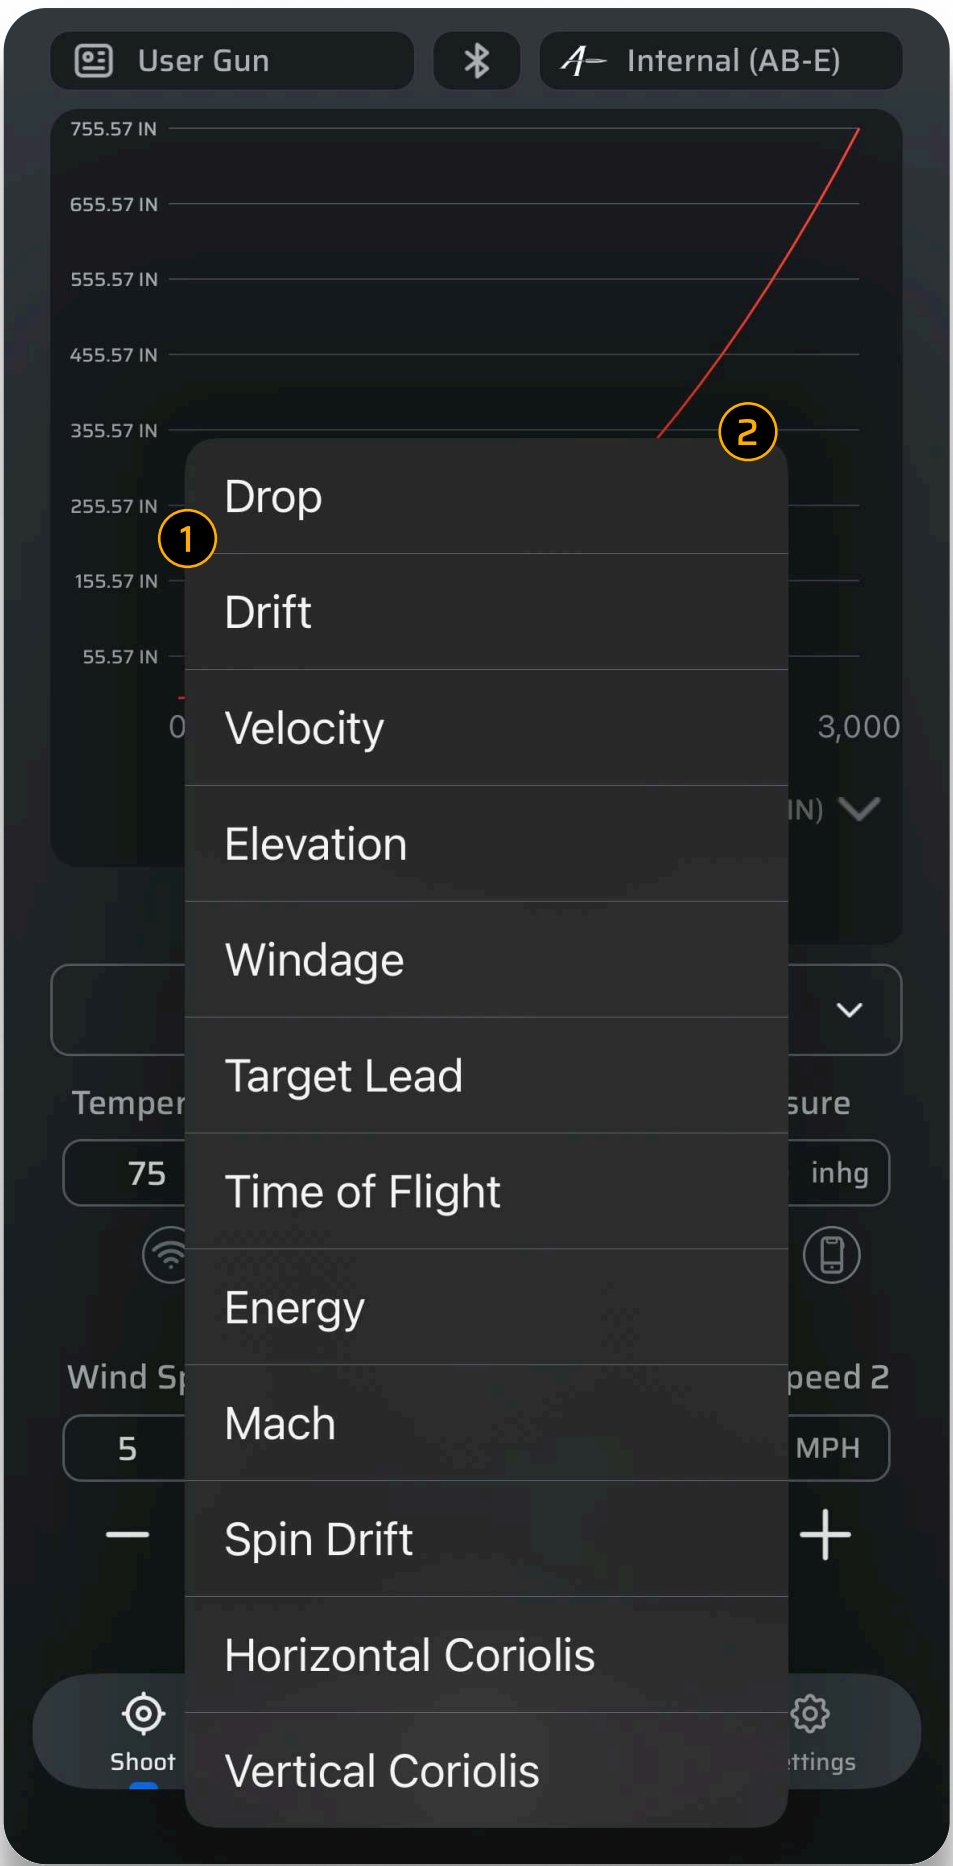 User Gun
Internal (AB-E)
755.57 IN
655.57 IN
555.57 IN
455.57 IN
355.57 IN
2
Drop
255.57 IN
1
Drift
155.57 IN
55.57 IN
Velocity
0
3,000
IN)
Elevation
Windage
Target Lead
Temper
sure
75
inhg
Time of Flight
Energy
Wind Sp
peed 2
Mach
5
MPH
Spin Drift
Horizontal Coriolis
Shoot
ettings
Vertical Coriolis